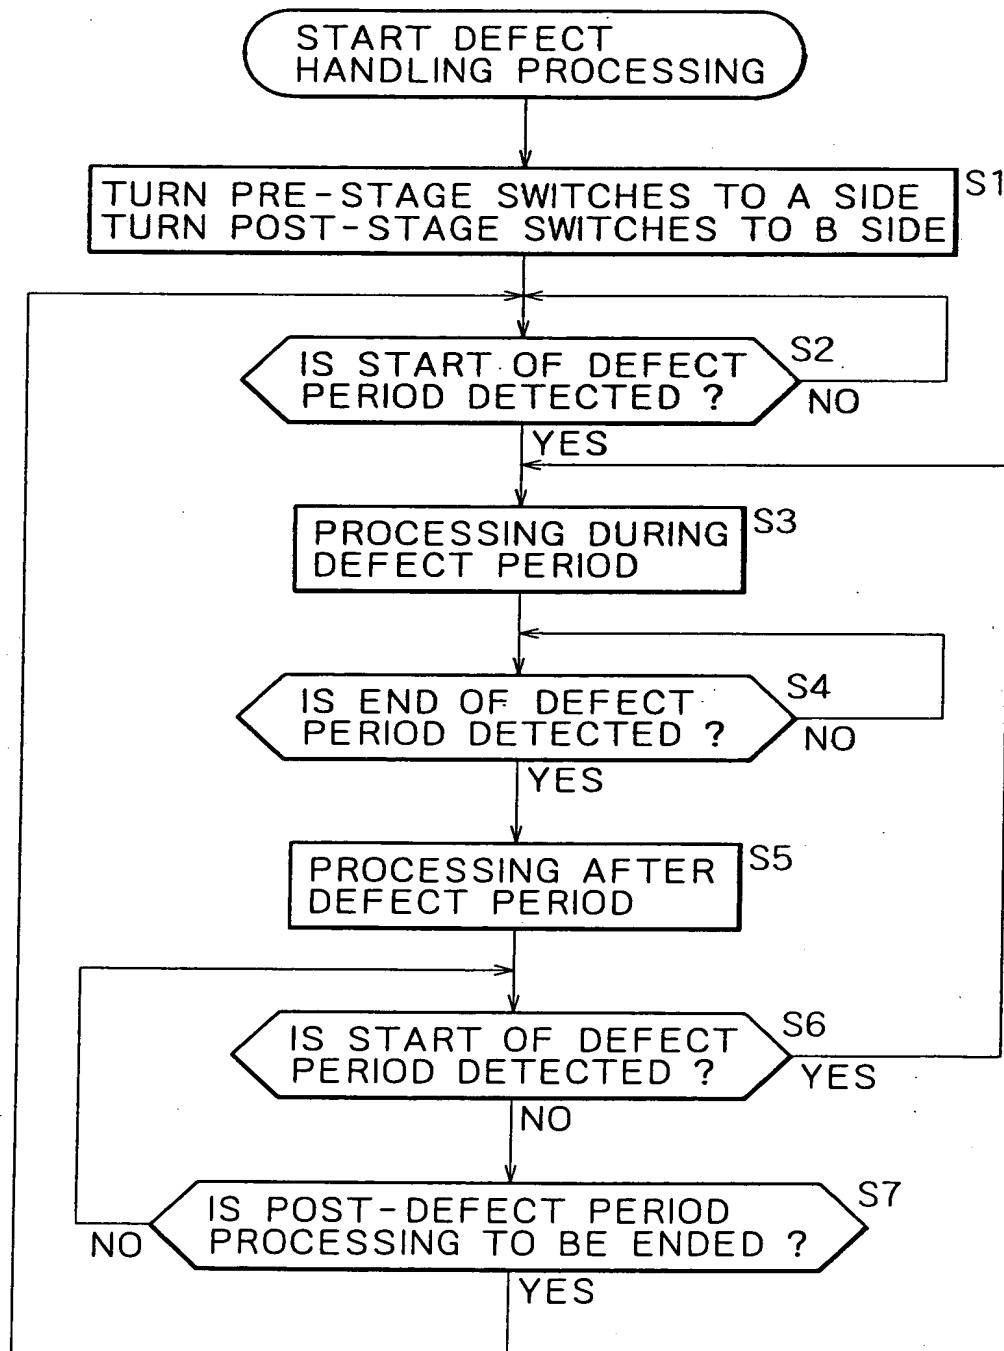 START DEFECT
HANDLING PROCESSING
S1
TURN PRE-STAGE SWITCHES TO A SIDE
TURN POST-STAGE SWITCHES TO B SIDE
S2
IS START OF DEFECT
PERIOD DETECTED ?
NO
YES
S3
PROCESSING DURING
DEFECT PERIOD
S4
IS END OF DEFECT
PERIOD DETECTED ?
NO
YES
S5
PROCESSING AFTER
DEFECT PERIOD
S6
IS START OF DEFECT
PERIOD DETECTED ?
YES
NO
S7
IS POST-DEFECT PERIOD
PROCESSING TO BE ENDED ?
NO
YES